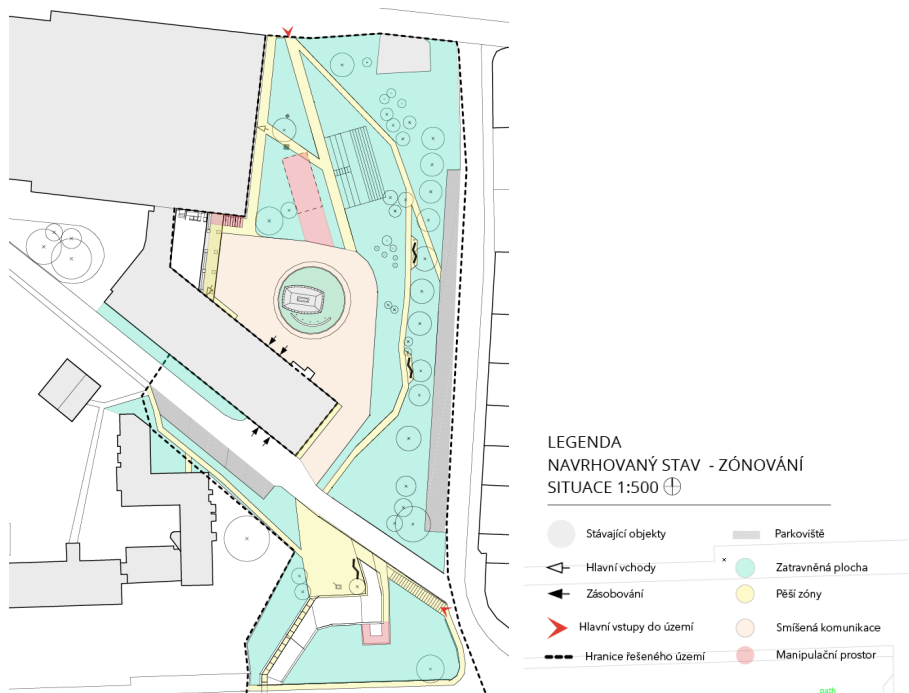 LEGENDA
NAVRHOVANÝ STAV - ZÓNOVÁNÍ
SITUACE 1:500
Stávající objekty
Parkoviště
Hlavní vchody
Zatravněná plocha
Zásobování
Pěší zóny
Hlavní vstupy do území
Smíšená komunikace
Hranice řešeného území
Manipulační prostor
path